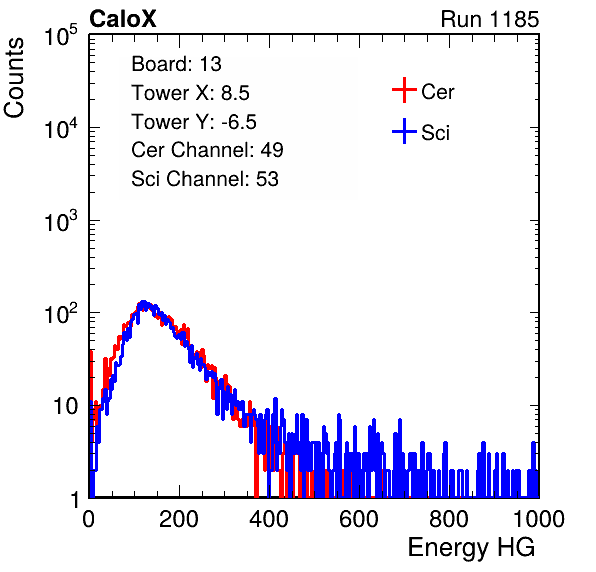 CaloX Run 1185
Board: 13
Tower X: 8.5
Tower Y: -6.5
Cer Channel: 49
Sci Channel: 53
Cer
Sci
Counts
10^5
10^4
10^3
10^2
10
1
0 200 400 600 800 1000
Energy HG